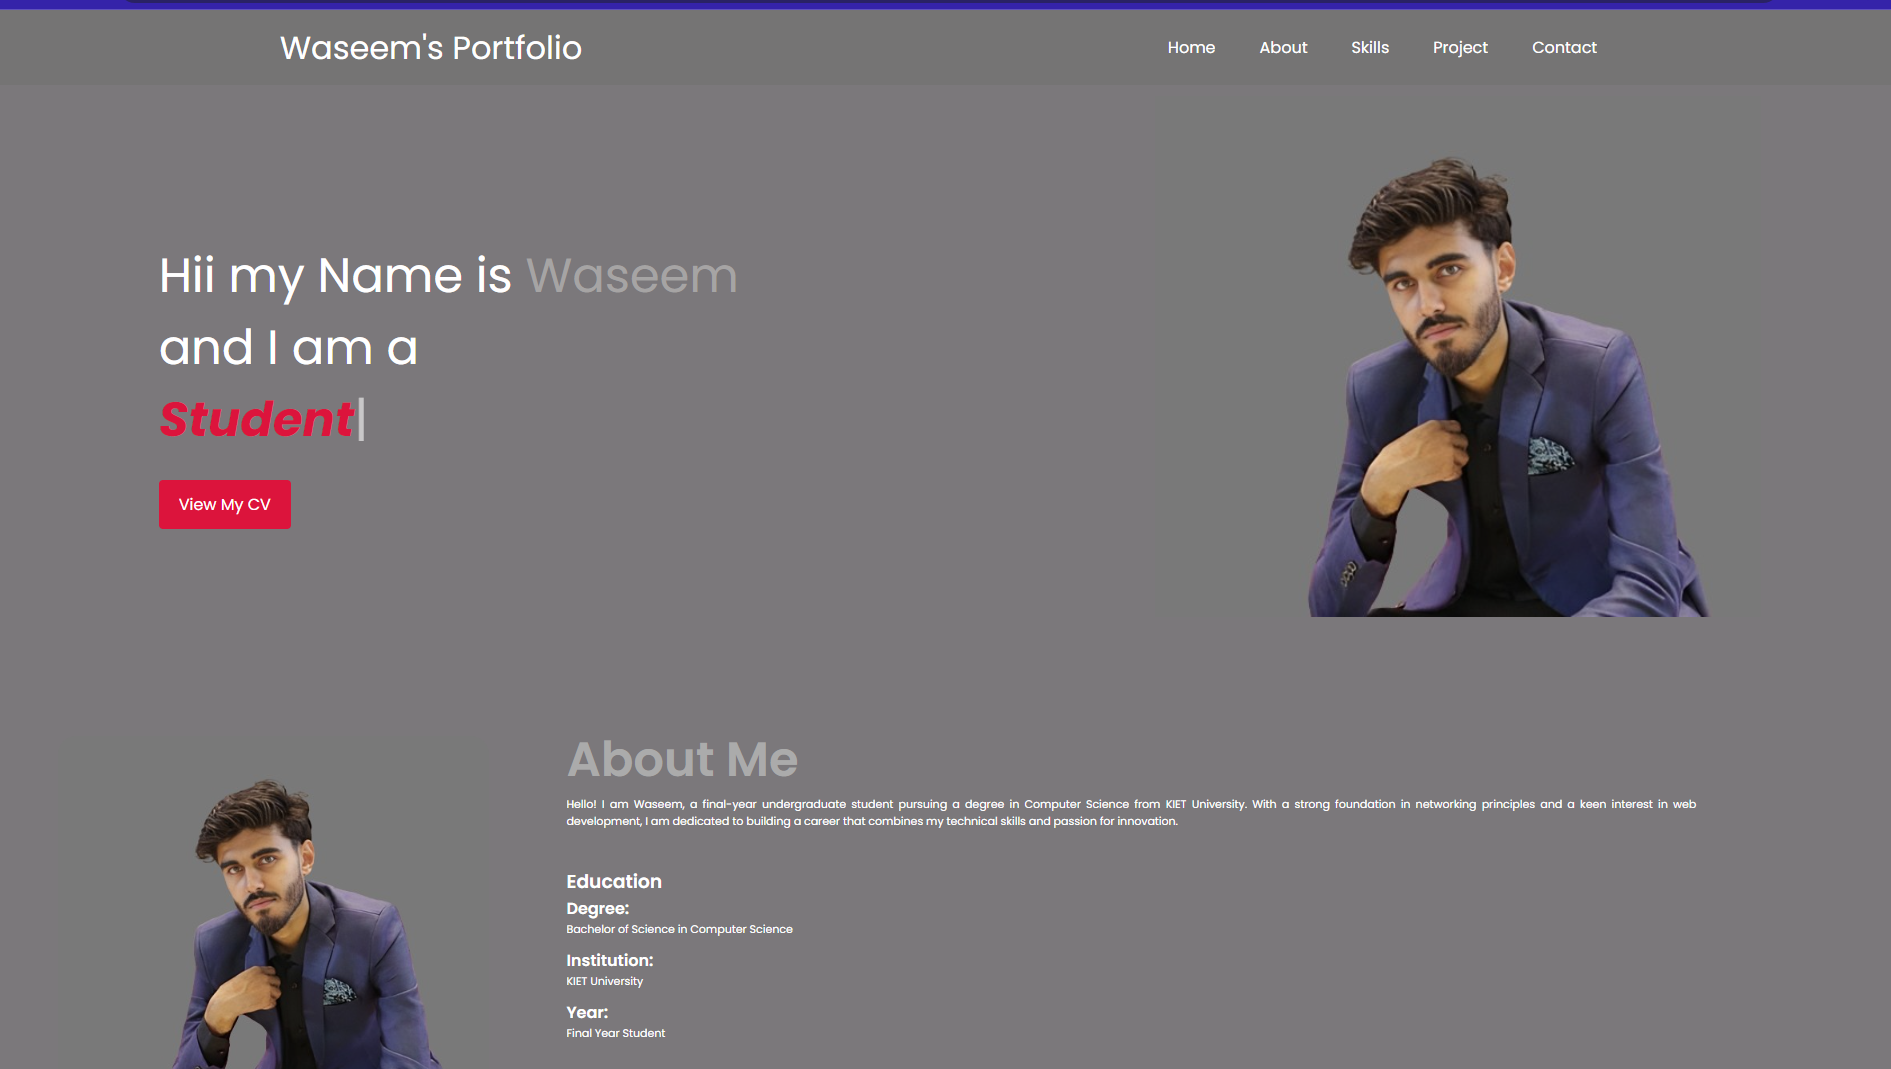 Waseem's Portfolio
Home
About
Skills
Project
Contact
Hii my Name is Waseem
and I am a
Student|
View My CV
About Me
Hello! I am Waseem, a final-year undergraduate student pursuing a degree in Computer Science from KIET University. With a strong foundation in networking principles and a keen interest in web
development, I am dedicated to building a career that combines my technical skills and passion for innovation.
Education
Degree:
Bachelor of Science in Computer Science
Institution:
KIET University
Year:
Final Year Student